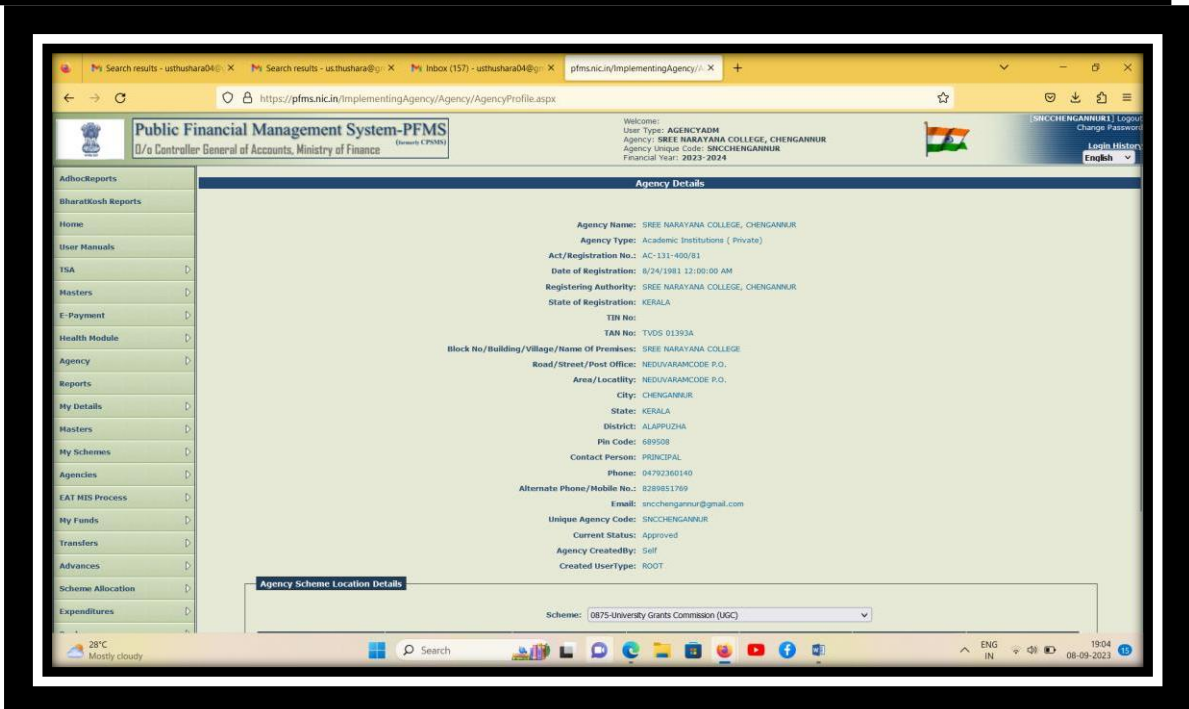 Search results - usthushara04@g
Search results - us.thushara@g
Inbox (157) - usthushara04@gm
pfms.nic.in/ImplementingAgency/A
https://pfms.nic.in/ImplementingAgency/Agency/AgencyProfile.aspx
Public Financial Management System-PFMS
(Formerly CPSMS)
O/o Controller General of Accounts, Ministry of Finance
Welcome:
User Type: AGENCYADM
Agency: SREE NARAYANA COLLEGE, CHENGANNUR
Agency Unique Code: SNCCHENGANNUR
Financial Year: 2023-2024
[SNCCHENGANNUR1] Logout
Change Password
Login History
English
AdhocReports
BharatKosh Reports
Home
User Manuals
TSA
Masters
E-Payment
Health Module
Agency
Reports
My Details
Masters
My Schemes
Agencies
EAT MIS Process
My Funds
Transfers
Advances
Scheme Allocation
Expenditures
Agency Details
Agency Name: SREE NARAYANA COLLEGE, CHENGANNUR
Agency Type: Academic Institutions ( Private)
Act/Registration No.: AC-131-400/81
Date of Registration: 8/24/1981 12:00:00 AM
Registering Authority: SREE NARAYANA COLLEGE, CHENGANNUR
State of Registration: KERALA
TIN No:
TAN No: TVDS 01393A
Block No/Building/Village/Name Of Premises: SREE NARAYANA COLLEGE
Road/Street/Post Office: NEDUVARAMCODE P.O.
Area/Locatlity: NEDUVARAMCODE P.O.
City: CHENGANNUR
State: KERALA
District: ALAPPUZHA
Pin Code: 689508
Contact Person: PRINCIPAL
Phone: 04792360140
Alternate Phone/Mobile No.: 8289851769
Email: sncchengannur@gmail.com
Unique Agency Code: SNCCHENGANNUR
Current Status: Approved
Agency CreatedBy: Self
Created UserType: ROOT
Agency Scheme Location Details
Scheme: 0875-University Grants Commission (UGC)
28°C
Mostly cloudy
Search
ENG
IN
19:04
08-09-2023
15